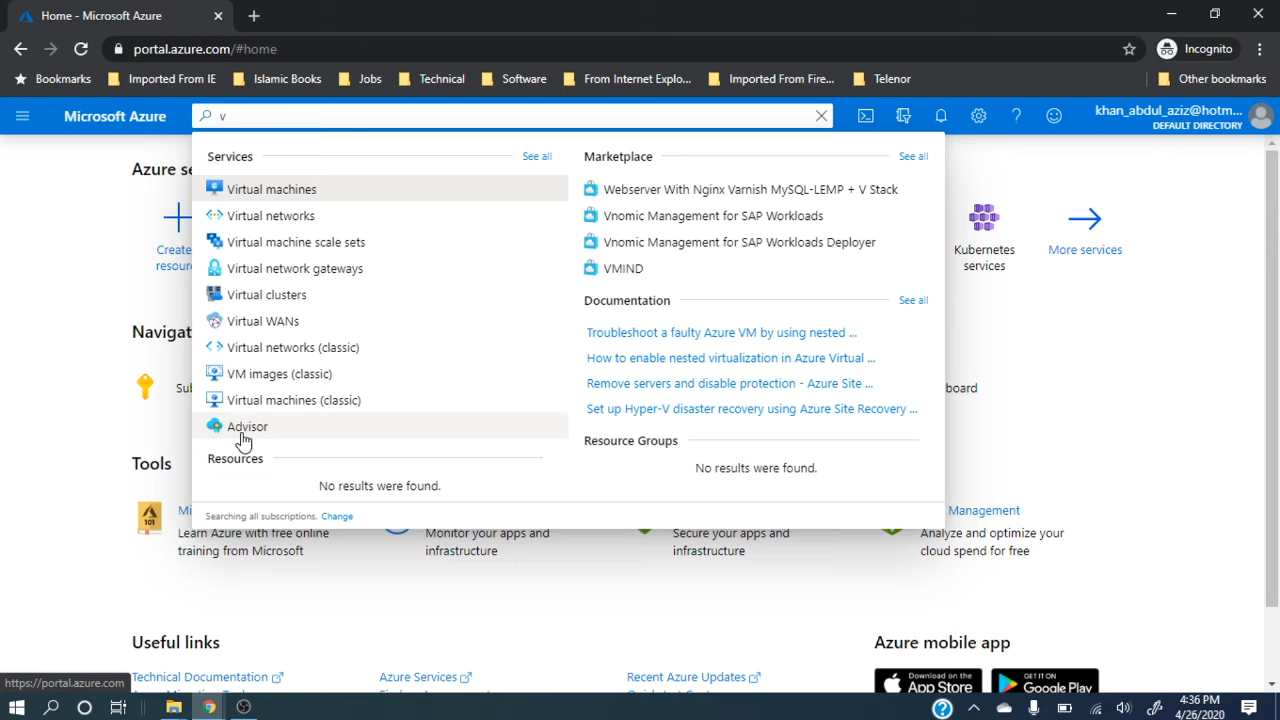 Home - Microsoft Azure
portal.azure.com/#home
Incognito
Bookmarks
Imported From IE
Islamic Books
Jobs
Technical
Software
From Internet Explo...
Imported From Fire...
Telenor
Other bookmarks
Microsoft Azure
v
khan_abdul_aziz@hotm...
DEFAULT DIRECTORY
Azure se
Create
resour
Services
See all
Virtual machines
Virtual networks
Virtual machine scale sets
Virtual network gateways
Virtual clusters
Virtual WANs
Virtual networks (classic)
VM images (classic)
Virtual machines (classic)
Advisor
Resources
No results were found.
Searching all subscriptions. Change
Marketplace
See all
Webserver With Nginx Varnish MySQL-LEMP + V Stack
Vnomic Management for SAP Workloads
Vnomic Management for SAP Workloads Deployer
VMIND
Documentation
See all
Troubleshoot a faulty Azure VM by using nested ...
How to enable nested virtualization in Azure Virtual ...
Remove servers and disable protection - Azure Site ...
Set up Hyper-V disaster recovery using Azure Site Recovery ...
Resource Groups
No results were found.
Kubernetes
services
More services
Navigat
Sub
board
Tools
101
Mi
Learn Azure with free online
training from Microsoft
Monitor your apps and
infrastructure
Secure your apps and
infrastructure
Management
Analyze and optimize your
cloud spend for free
Useful links
Technical Documentation
Azure Services
Recent Azure Updates
Azure mobile app
Download on the
App Store
GET IT ON
Google Play
https://portal.azure.com
4:36 PM
4/26/2020